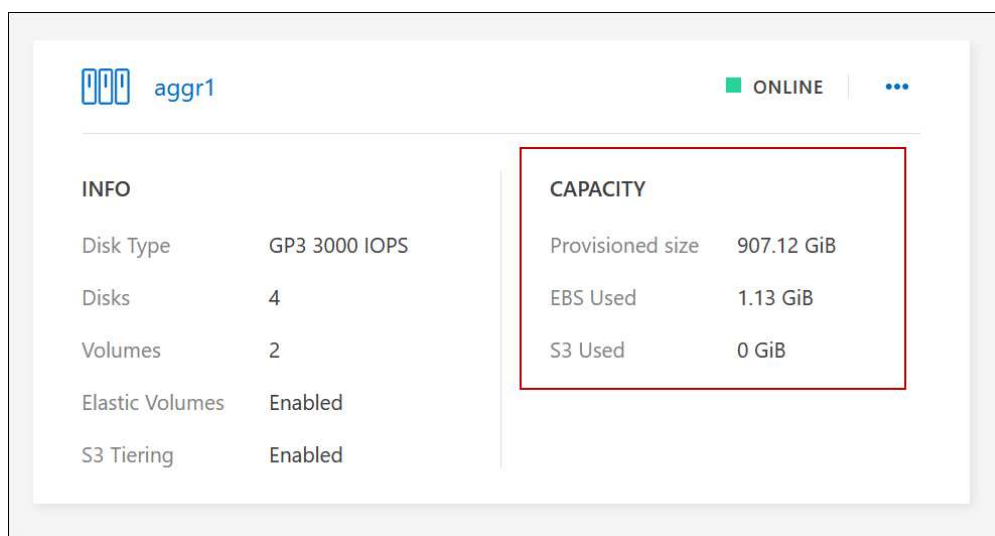 aggr1
ONLINE
INFO
Disk Type GP3 3000 IOPS
Disks 4
Volumes 2
Elastic Volumes Enabled
S3 Tiering Enabled
CAPACITY
Provisioned size 907.12 GiB
EBS Used 1.13 GiB
S3 Used 0 GiB